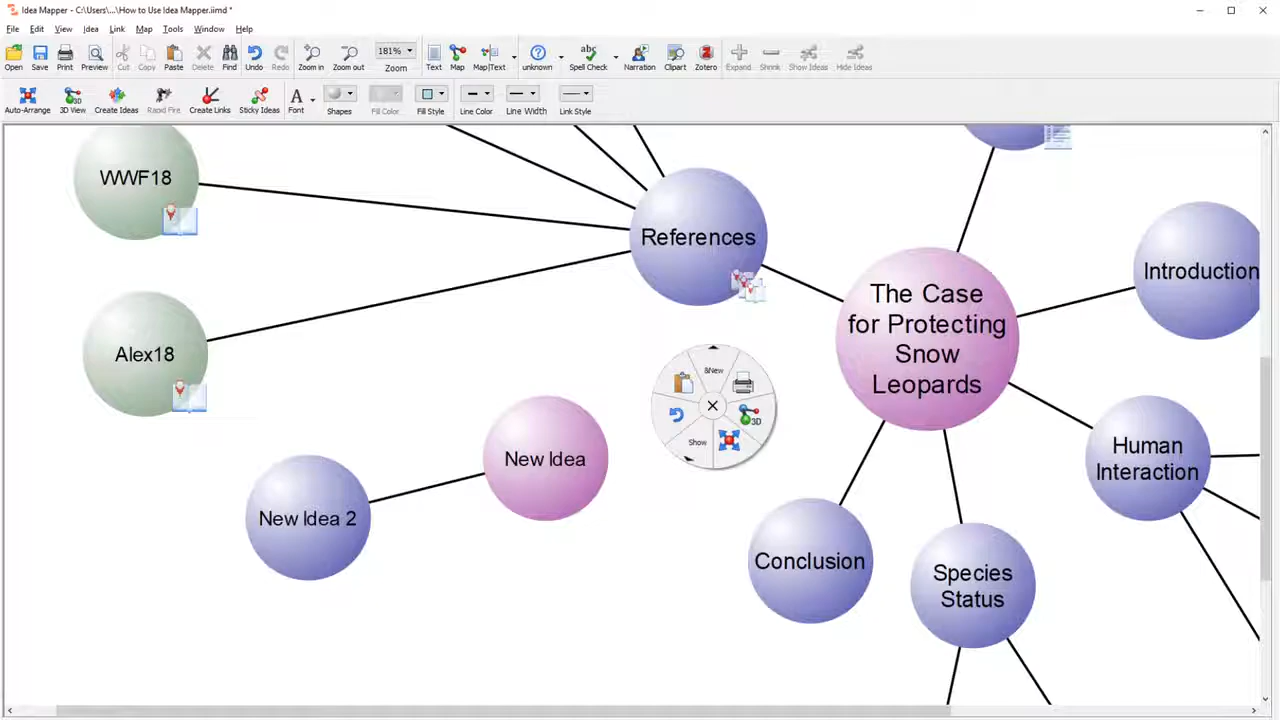 Idea Mapper - C:\Users\...\How to Use Idea Mapper.iimd *
File Edit View Idea Link Map Tools Window Help
181%
Open Save Print Preview Cut Copy Paste Delete Find Undo Redo Zoom in Zoom out Zoom Text Map Map|Text unknown Spell Check Narration Clipart Zotero Expand Shrink Show Ideas Hide Ideas
abc
3D
Auto-Arrange 3D View Create Ideas Rapid Fire Create Links Sticky Ideas Font Shapes Fill Color Fill Style Line Color Line Width Link Style
WWF18
References
The Case
for Protecting
Snow
Leopards
Introduction
Alex18
&New
3D
Show
New Idea
New Idea 2
Human
Interaction
Conclusion
Species
Status